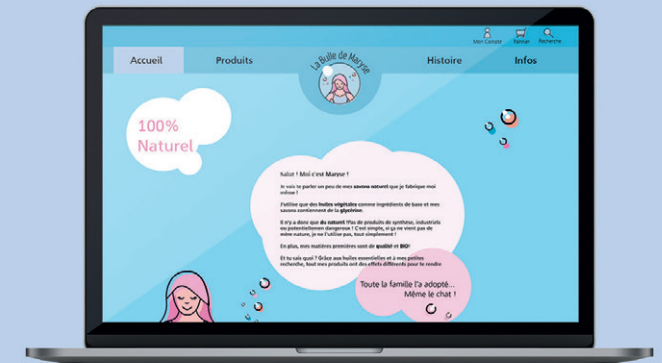 Mon Compte Panier Recherche
Accueil Produits La Bulle de Maryse Histoire Infos
100%
Naturel
Salut ! Moi c'est Maryse !
Je vais te parler un peu de mes savons naturel que je fabrique moi
même !
J'utilise que des huiles végétales comme ingrédients de base et mes
savons contiennent de la glycérine.
Il n'y a donc que du naturel !Pas de produits de synthèse, industriels
ou potentiellement dangereux ! C'est simple, si ça ne vient pas de
mère nature, je ne l'utilise pas, tout simplement !
En plus, mes matières premières sont de qualité et BIO!
Et tu sais quoi ? Grâce aux huiles essentielles et à mes petites
recherche, tout mes produits ont des effets différents pour te rendre
Toute la famille l'a adopté...
Même le chat !